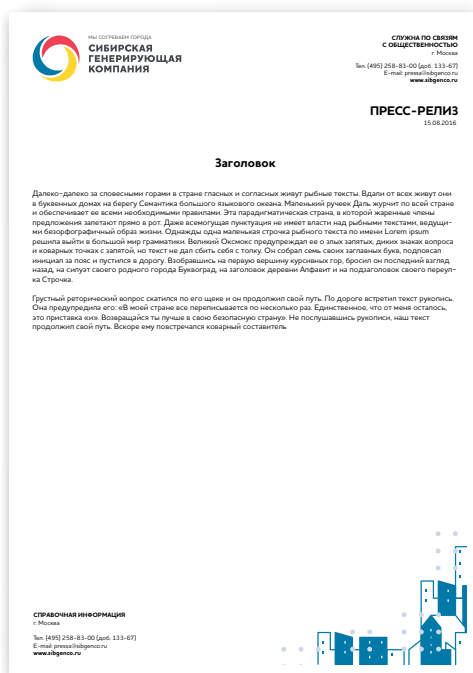 МЫ СОГРЕВАЕМ ГОРОДА
СИБИРСКАЯ
ГЕНЕРИРУЮЩАЯ
КОМПАНИЯ
СЛУЖБА ПО СВЯЗЯМ
С ОБЩЕСТВЕННОСТЬЮ
г. Москва
Тел. (495) 258-83-00 (доб. 133-67)
E-mail: pressa@sibgenco.ru
www.sibgenco.ru
ПРЕСС-РЕЛИЗ
15.08.2016
Заголовок
Далеко-далеко за словесными горами в стране гласных и согласных живут рыбные тексты. Вдали от всех живут они
в буквенных домах на берегу Семантика большого языкового океана. Маленький ручеек Даль журчит по всей стране
и обеспечивает ее всеми необходимыми правилами. Эта парадигматическая страна, в которой жаренные члены
предложения залетают прямо в рот. Даже всемогущая пунктуация не имеет власти над рыбными текстами, ведущи-
ми безорфографичный образ жизни. Однажды одна маленькая строчка рыбного текста по имени Lorem ipsum
решила выйти в большой мир грамматики. Великий Оксмокс предупреждал ее о злых запятых, диких знаках вопроса
и коварных точках с запятой, но текст не дал сбить себя с толку. Он собрал семь своих заглавных букв, подпоясал
инициал за пояс и пустился в дорогу. Взобравшись на первую вершину курсивных гор, бросил он последний взгляд
назад, на силуэт своего родного города Буквоград, на заголовок деревни Алфавит и на подзаголовок своего переул-
ка Строчка.
Грустный реторический вопрос скатился по его щеке и он продолжил свой путь. По дороге встретил текст рукопись.
Она предупредила его: «В моей стране все переписывается по несколько раз. Единственное, что от меня осталось,
это приставка «и». Возвращайся ты лучше в свою безопасную страну». Не послушавшись рукописи, наш текст
продолжил свой путь. Вскоре ему повстречался коварный составитель
СПРАВОЧНАЯ ИНФОРМАЦИЯ
г. Москва
Тел. (495) 258-83-00 (доб. 133-67)
E-mail: pressa@sibgenco.ru
www.sibgenco.ru